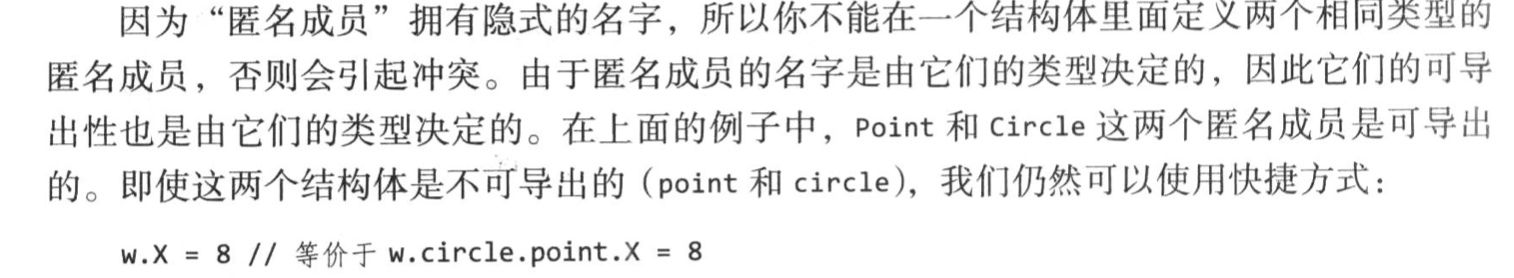 因为“匿名成员”拥有隐式的名字，所以你不能在一个结构体里面定义两个相同类型的
匿名成员，否则会引起冲突。由于匿名成员的名字是由它们的类型决定的，因此它们的可导
出性也是由它们的类型决定的。在上面的例子中，Point 和 Circle 这两个匿名成员是可导出
的。即使这两个结构体是不可导出的（point 和 circle），我们仍然可以使用快捷方式：
w.X = 8 // 等价于 w.circle.point.X = 8